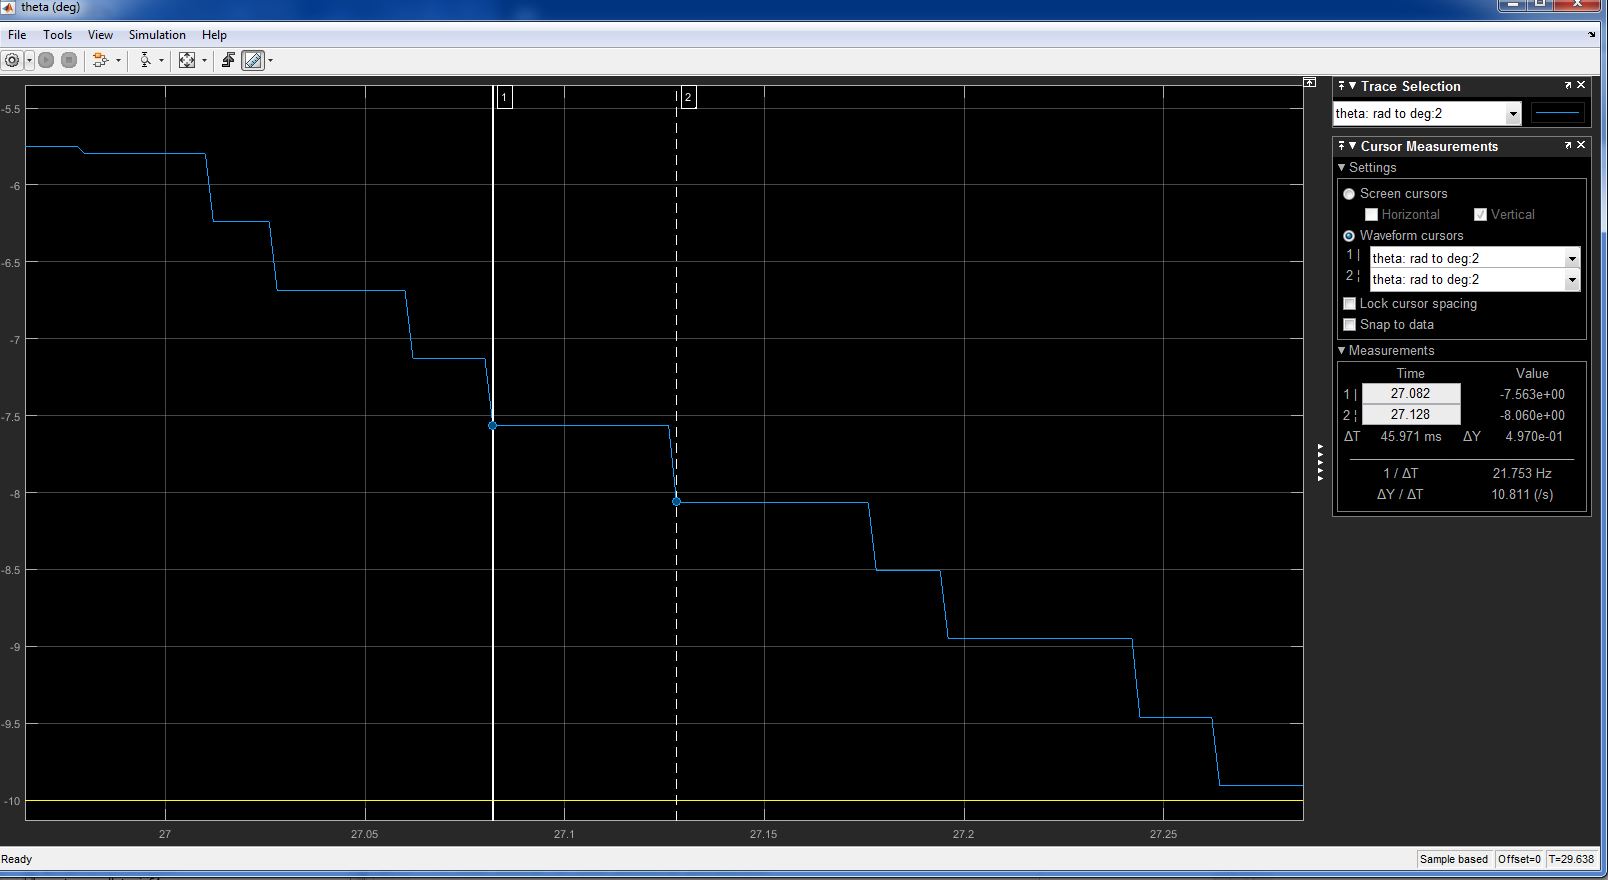 theta (deg)
File Tools View Simulation Help
1
2
-5.5
-6
-6.5
-7
-7.5
-8
-8.5
-9
-9.5
-10
27 27.05 27.1 27.15 27.2 27.25
Trace Selection
theta: rad to deg:2
Cursor Measurements
Settings
Screen cursors
Horizontal Vertical
Waveform cursors
1 | theta: rad to deg:2
2 ¦ theta: rad to deg:2
Lock cursor spacing
Snap to data
Measurements
Time Value
1 | 27.082 -7.563e+00
2 ¦ 27.128 -8.060e+00
ΔT 45.971 ms ΔY 4.970e-01
1 / ΔT 21.753 Hz
ΔY / ΔT 10.811 (/s)
Ready Sample based Offset=0 T=29.638